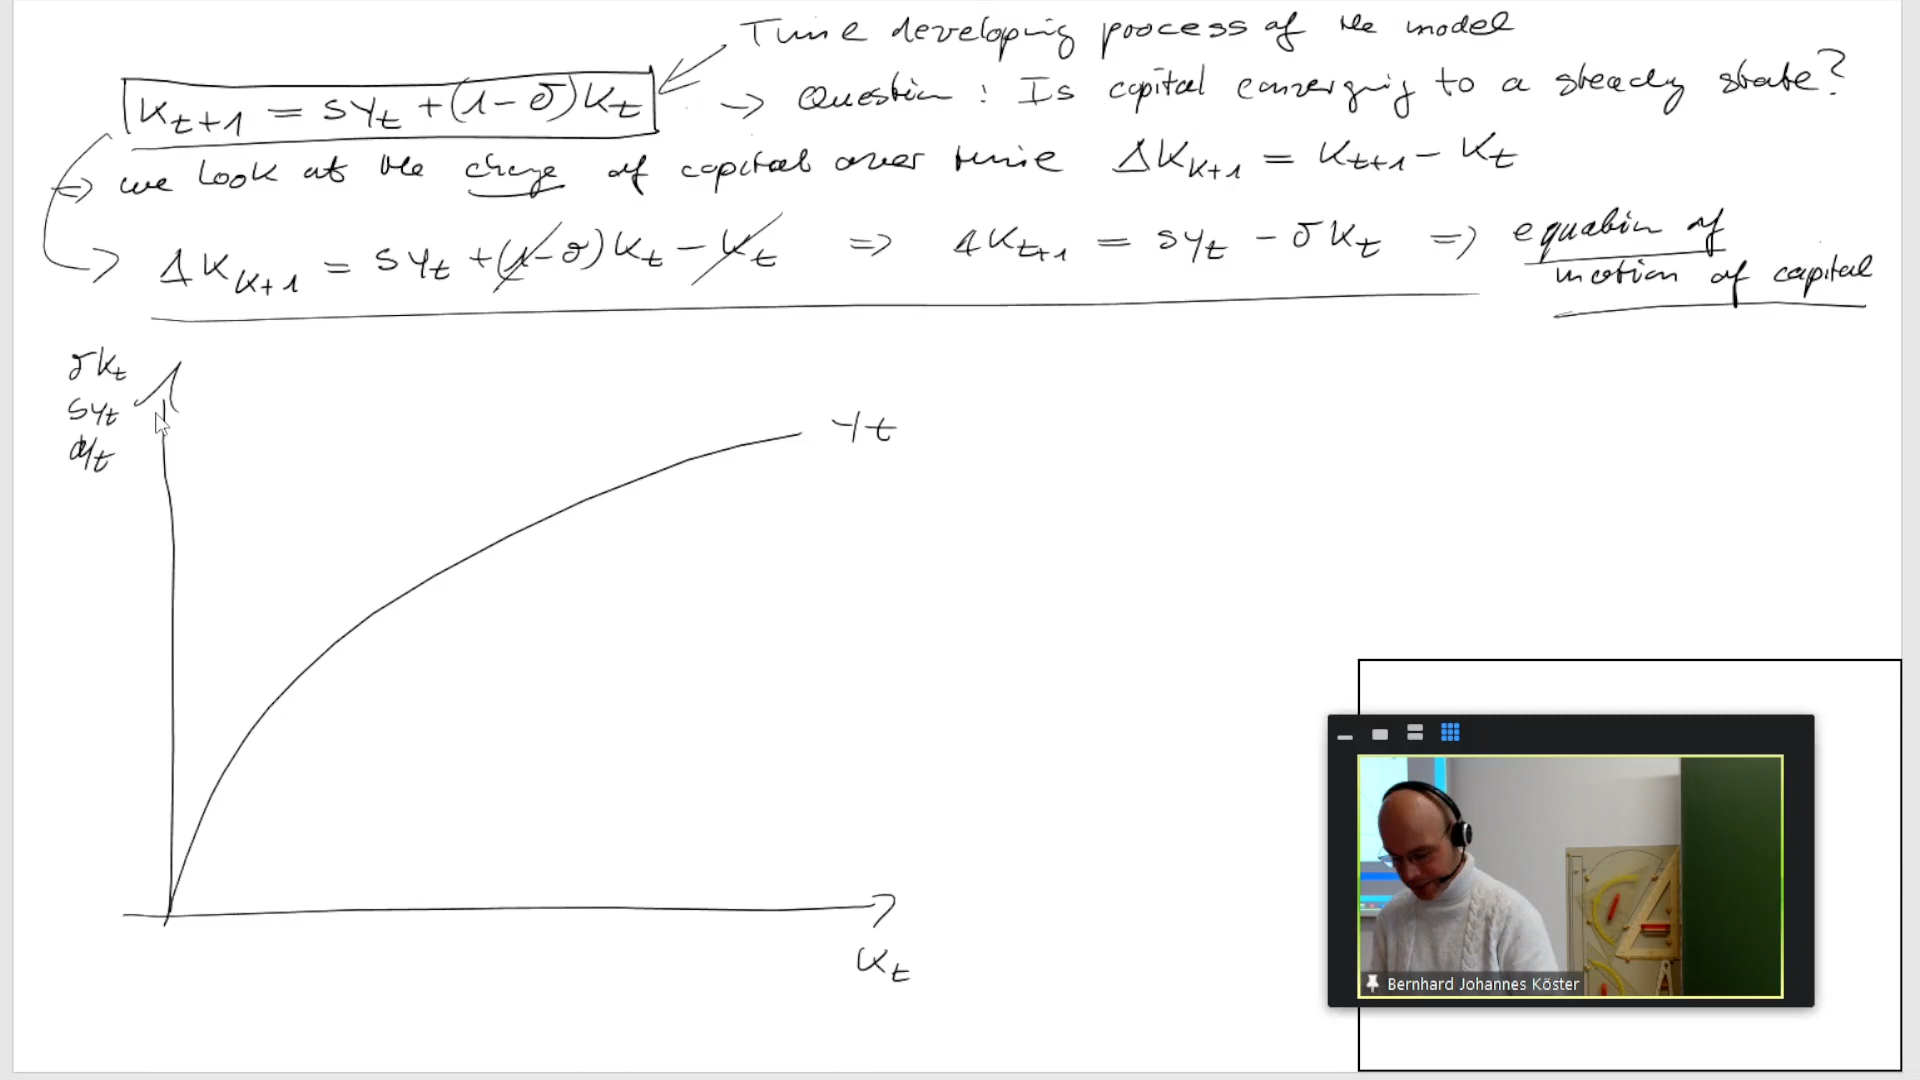 Time developing process of the model
K_{t+1} = sY_t + (1-δ)K_t → Question: Is capital converging to a steady state?
⇒ we look at the change of capital over time ΔK_{K+1} = K_{t+1} - K_t
→ ΔK_{K+1} = sY_t + (1-δ)K_t - K_t ⇒ ΔK_{t+1} = sY_t - δK_t ⇒ equation of
motion of capital
δK_t
sY_t
Y_t
Y_t
K_t
Bernhard Johannes Köster